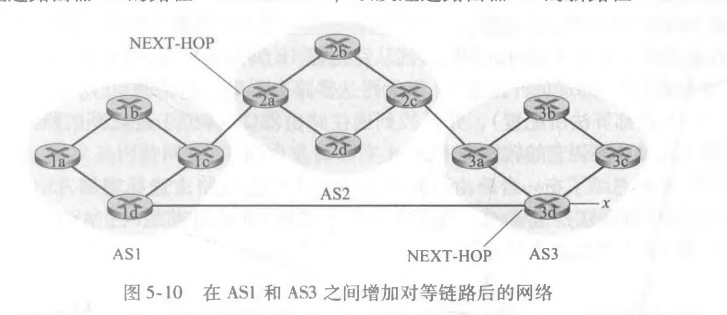 NEXT-HOP
2b
2a
2c
1b
3b
2d
1a
1c
3a
3c
AS2
1d
3d
x
AS1
NEXT-HOP
AS3
图 5-10 在 AS1 和 AS3 之间增加对等链路后的网络